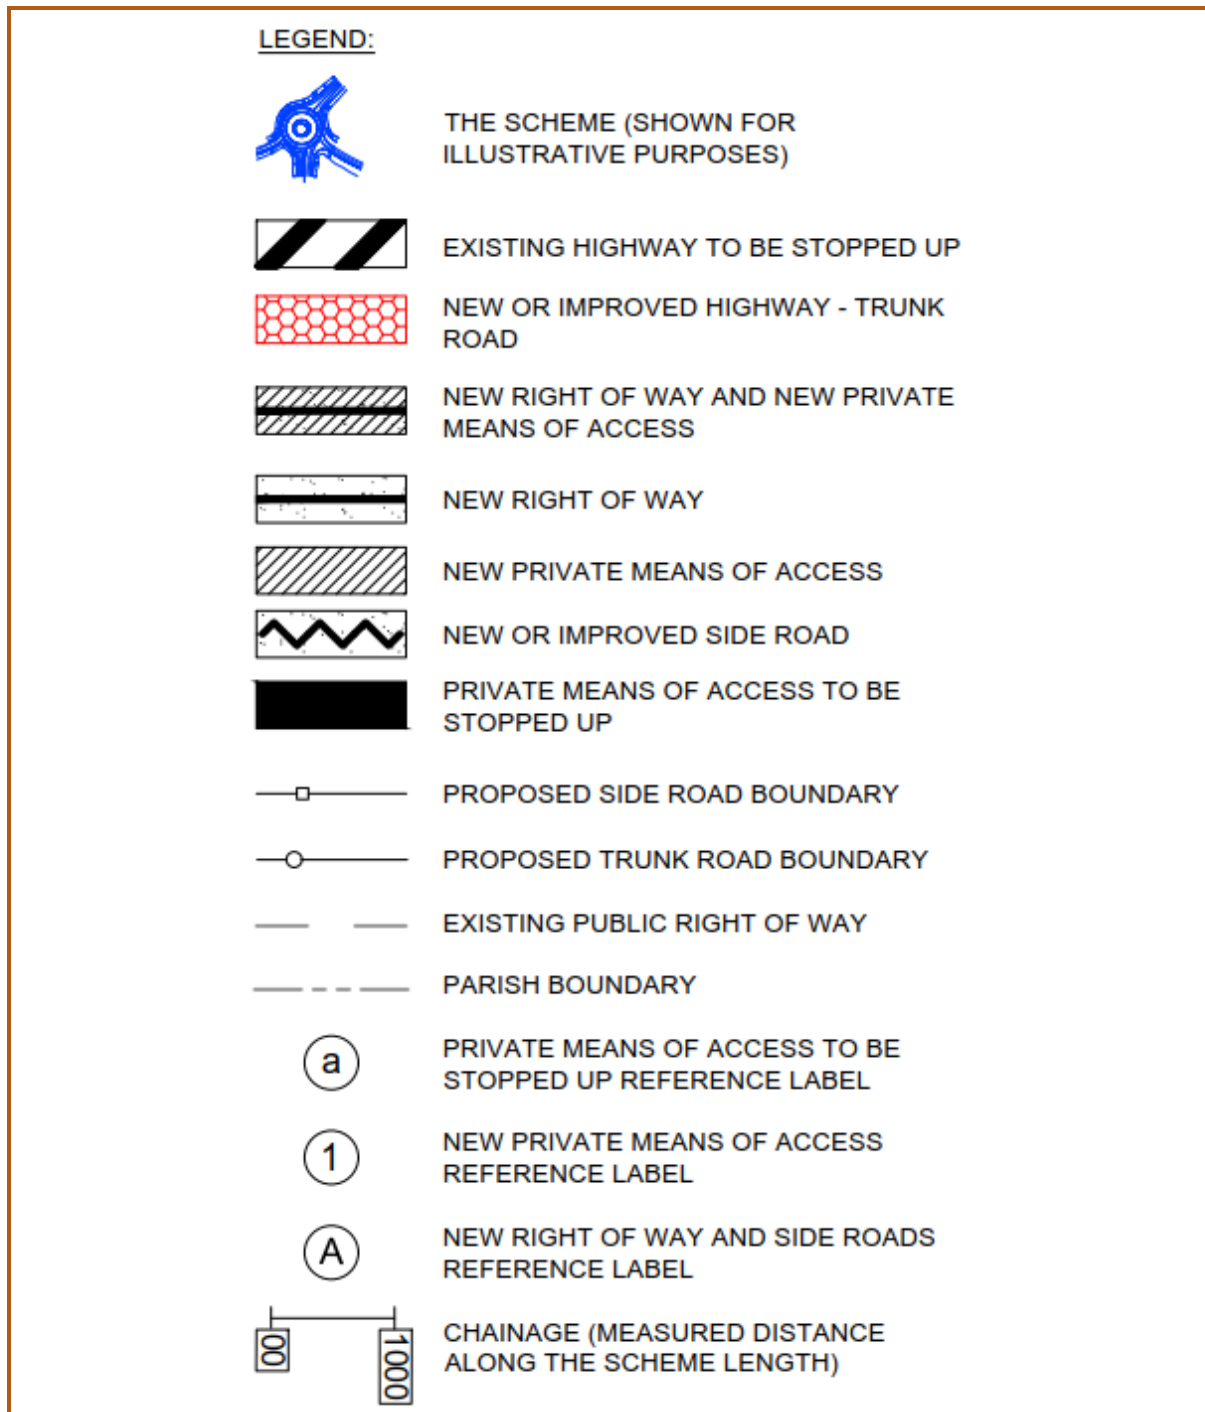 LEGEND:
THE SCHEME (SHOWN FOR
ILLUSTRATIVE PURPOSES)
EXISTING HIGHWAY TO BE STOPPED UP
NEW OR IMPROVED HIGHWAY - TRUNK
ROAD
NEW RIGHT OF WAY AND NEW PRIVATE
MEANS OF ACCESS
NEW RIGHT OF WAY
NEW PRIVATE MEANS OF ACCESS
NEW OR IMPROVED SIDE ROAD
PRIVATE MEANS OF ACCESS TO BE
STOPPED UP
PROPOSED SIDE ROAD BOUNDARY
PROPOSED TRUNK ROAD BOUNDARY
EXISTING PUBLIC RIGHT OF WAY
PARISH BOUNDARY
a
PRIVATE MEANS OF ACCESS TO BE
STOPPED UP REFERENCE LABEL
1
NEW PRIVATE MEANS OF ACCESS
REFERENCE LABEL
A
NEW RIGHT OF WAY AND SIDE ROADS
REFERENCE LABEL
00
1000
CHAINAGE (MEASURED DISTANCE
ALONG THE SCHEME LENGTH)